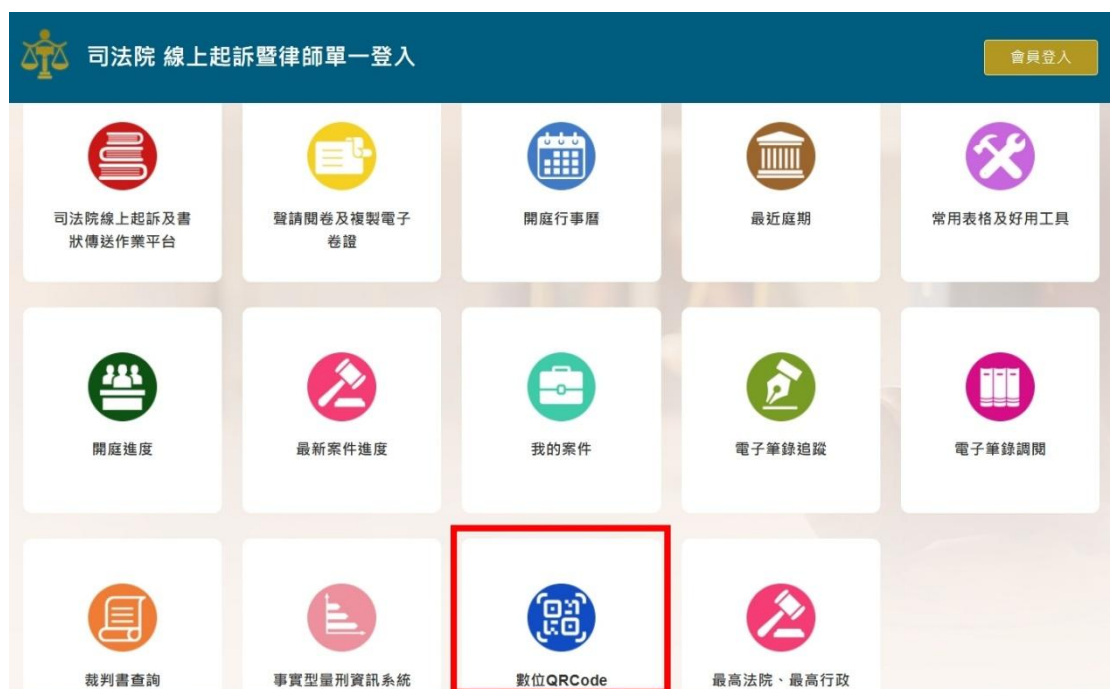 司法院 線上起訴暨律師單一登入
會員登入
司法院線上起訴及書
狀傳送作業平台
聲請閱卷及複製電子
卷證
開庭行事曆
最近庭期
常用表格及好用工具
開庭進度
最新案件進度
我的案件
電子筆錄追蹤
電子筆錄調閱
裁判書查詢
事實型量刑資訊系統
數位QRCode
最高法院、最高行政